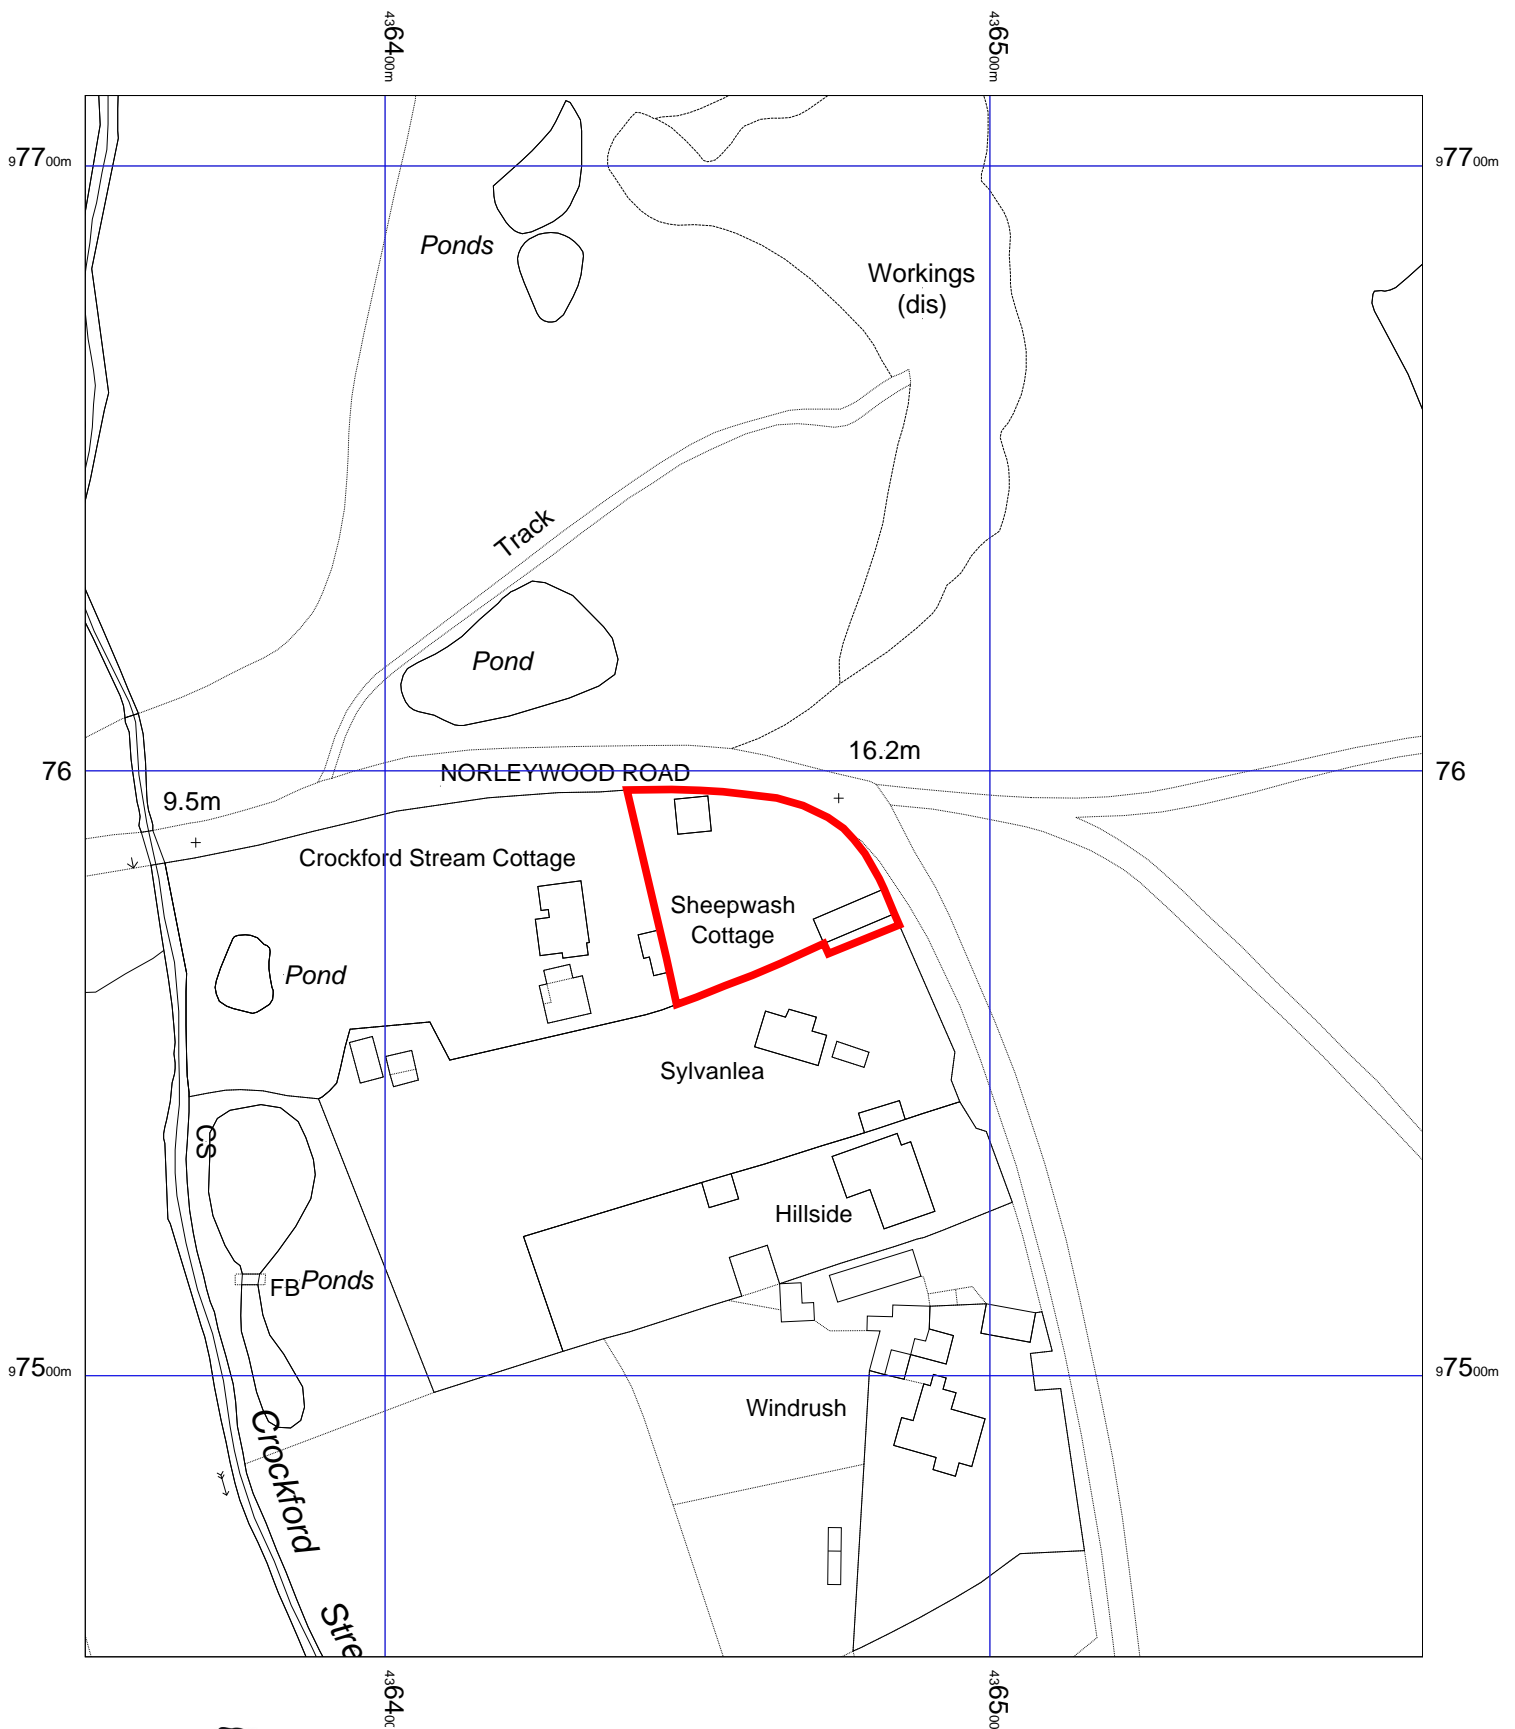 4364 00m
4365 00m
977 00m
977 00m
Ponds
Workings
(dis)
Track
Pond
16.2m
76
NORLEYWOOD ROAD
76
9.5m
Crockford Stream Cottage
Sheepwash
Cottage
Pond
Sylvanlea
CS
Hillside
FB
Ponds
975 00m
975 00m
Windrush
Crockford
Stre
4364 00
4365 00